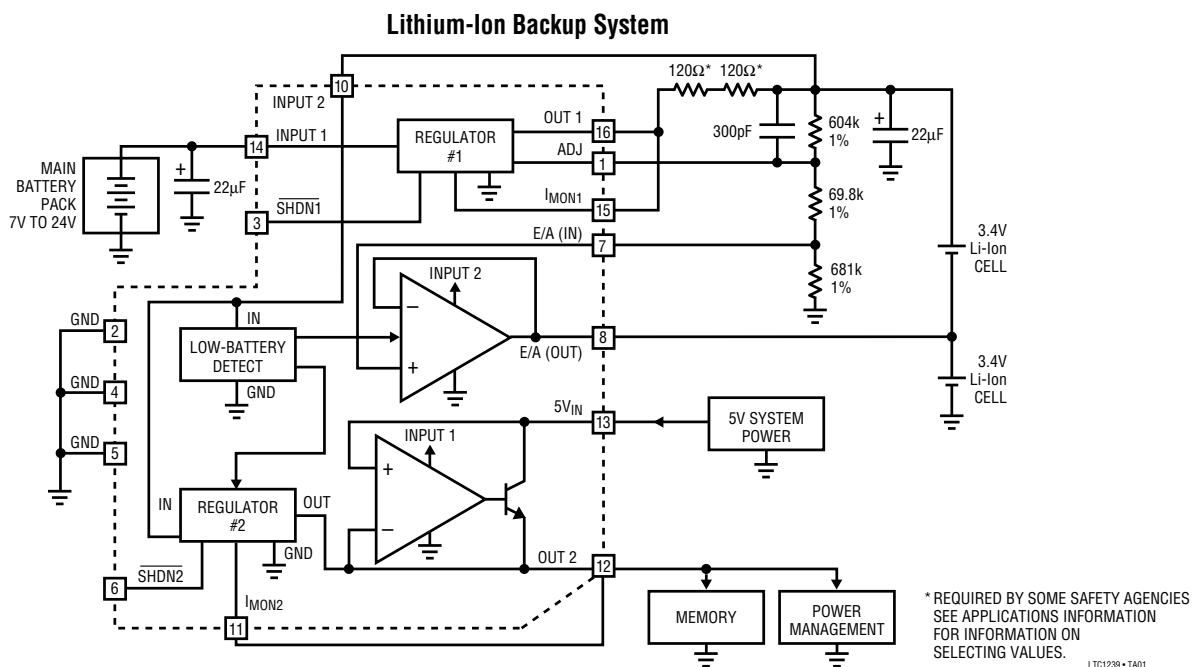 Lithium-Ion Backup System
120Ω* 120Ω*
10
INPUT 2
OUT 1
16
604k
1%
+
22µF
300pF
INPUT 1
14
REGULATOR
#1
ADJ
1
MAIN
BATTERY
PACK
7V TO 24V
+
22µF
SHDN1
3
IMON1
15
69.8k
1%
E/A (IN)
7
3.4V
Li-Ion
CELL
681k
1%
INPUT 2
–
+
GND
2
IN
LOW-BATTERY
DETECT
GND
E/A (OUT)
8
GND
4
3.4V
Li-Ion
CELL
5VIN
13
5V SYSTEM
POWER
GND
5
INPUT 1
+
–
IN
REGULATOR
#2
OUT
GND
OUT 2
12
SHDN2
6
IMON2
11
MEMORY
POWER
MANAGEMENT
* REQUIRED BY SOME SAFETY AGENCIES
SEE APPLICATIONS INFORMATION
FOR INFORMATION ON
SELECTING VALUES.
LTC1239 • TA01